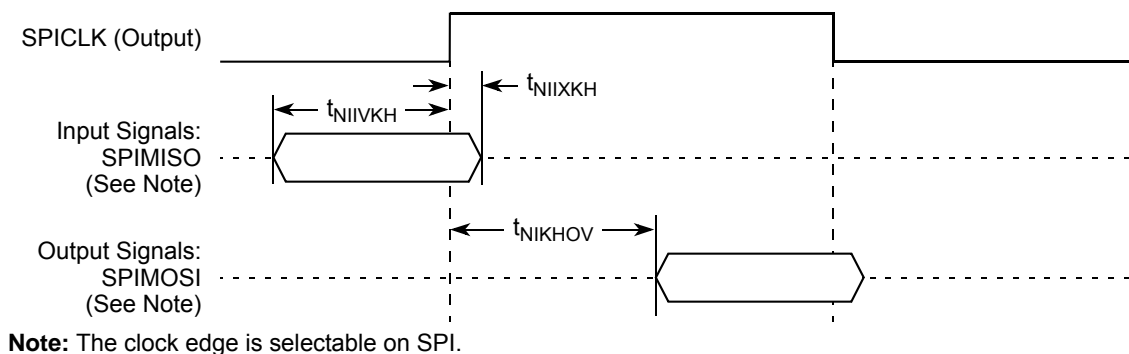 SPICLK (Output)
tNIIXKH
tNIIVKH
Input Signals:
SPIMISO
(See Note)
tNIKHOV
Output Signals:
SPIMOSI
(See Note)
Note: The clock edge is selectable on SPI.